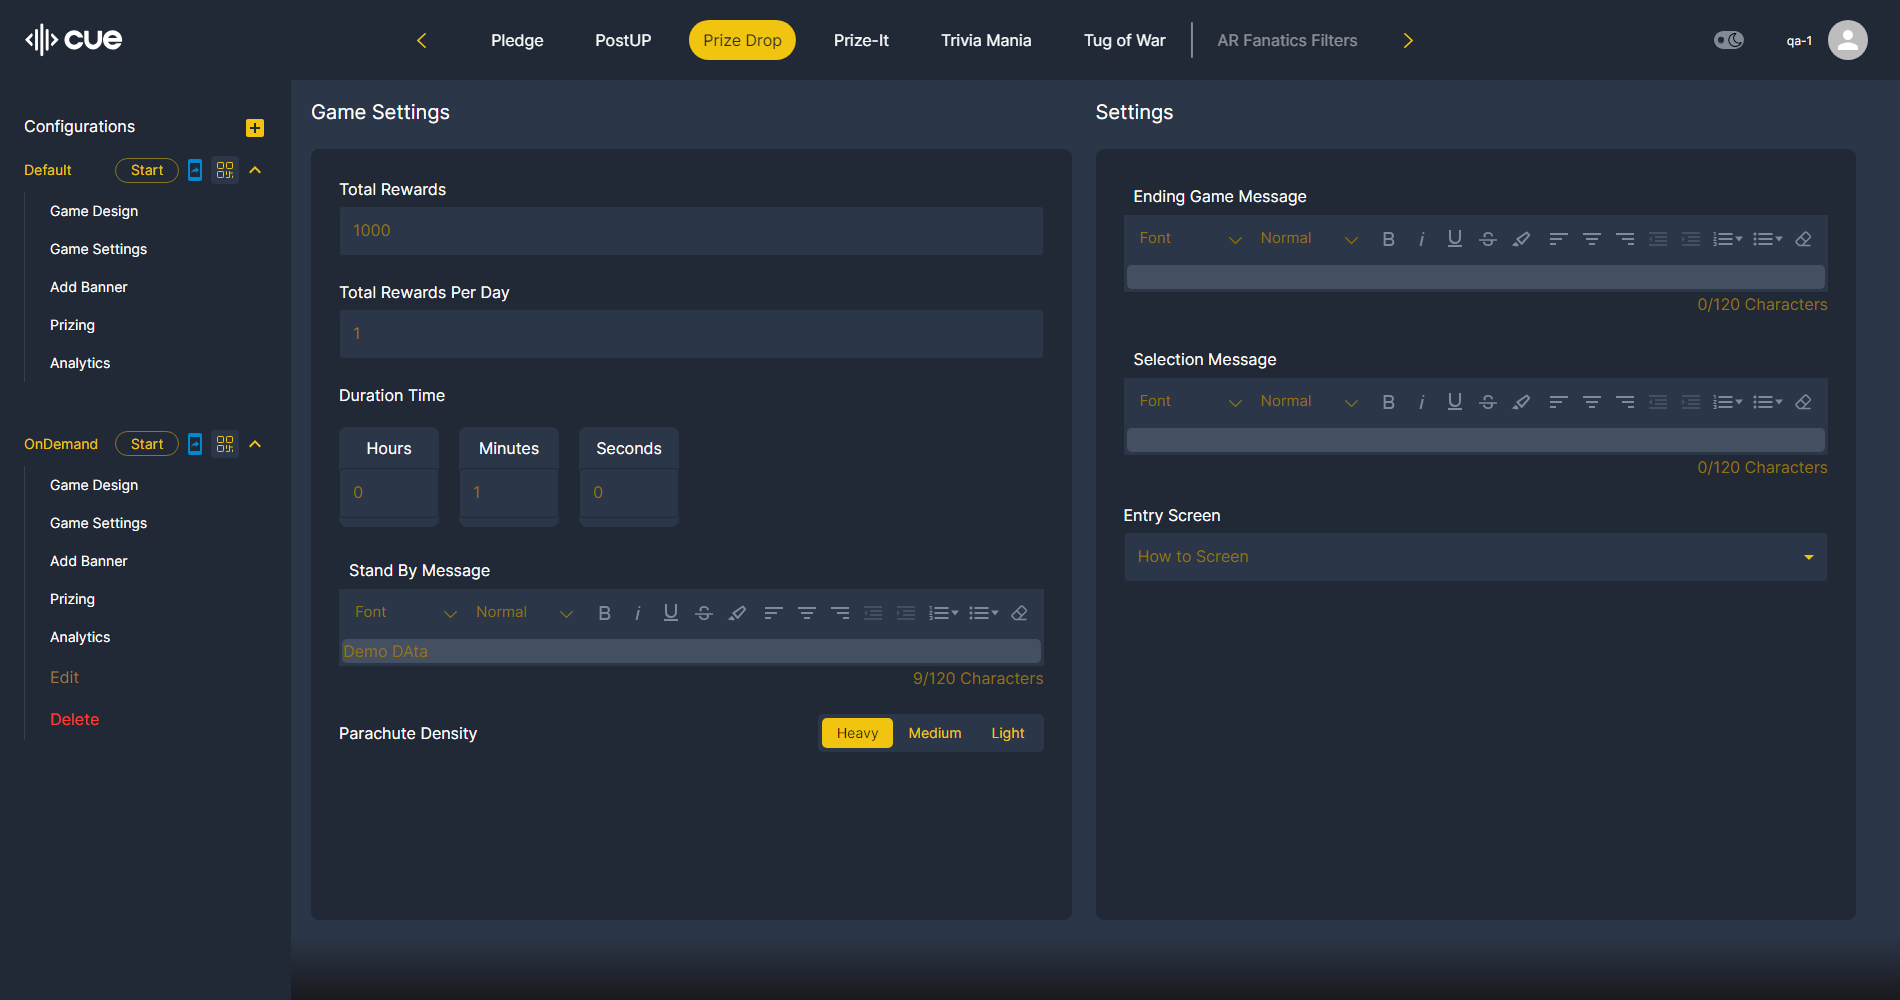 cue
Pledge
PostUP
Prize Drop
Prize-It
Trivia Mania
Tug of War
AR Fanatics Filters
qa-1
Configurations
Default
Start
Game Design
Game Settings
Add Banner
Prizing
Analytics
OnDemand
Start
Game Design
Game Settings
Add Banner
Prizing
Analytics
Edit
Delete
Game Settings
Total Rewards
1000
Total Rewards Per Day
1
Duration Time
Hours
Minutes
Seconds
0
1
0
Stand By Message
Font
Normal
Demo DAta
9/120 Characters
Parachute Density
Heavy
Medium
Light
Settings
Ending Game Message
Font
Normal
0/120 Characters
Selection Message
Font
Normal
0/120 Characters
Entry Screen
How to Screen